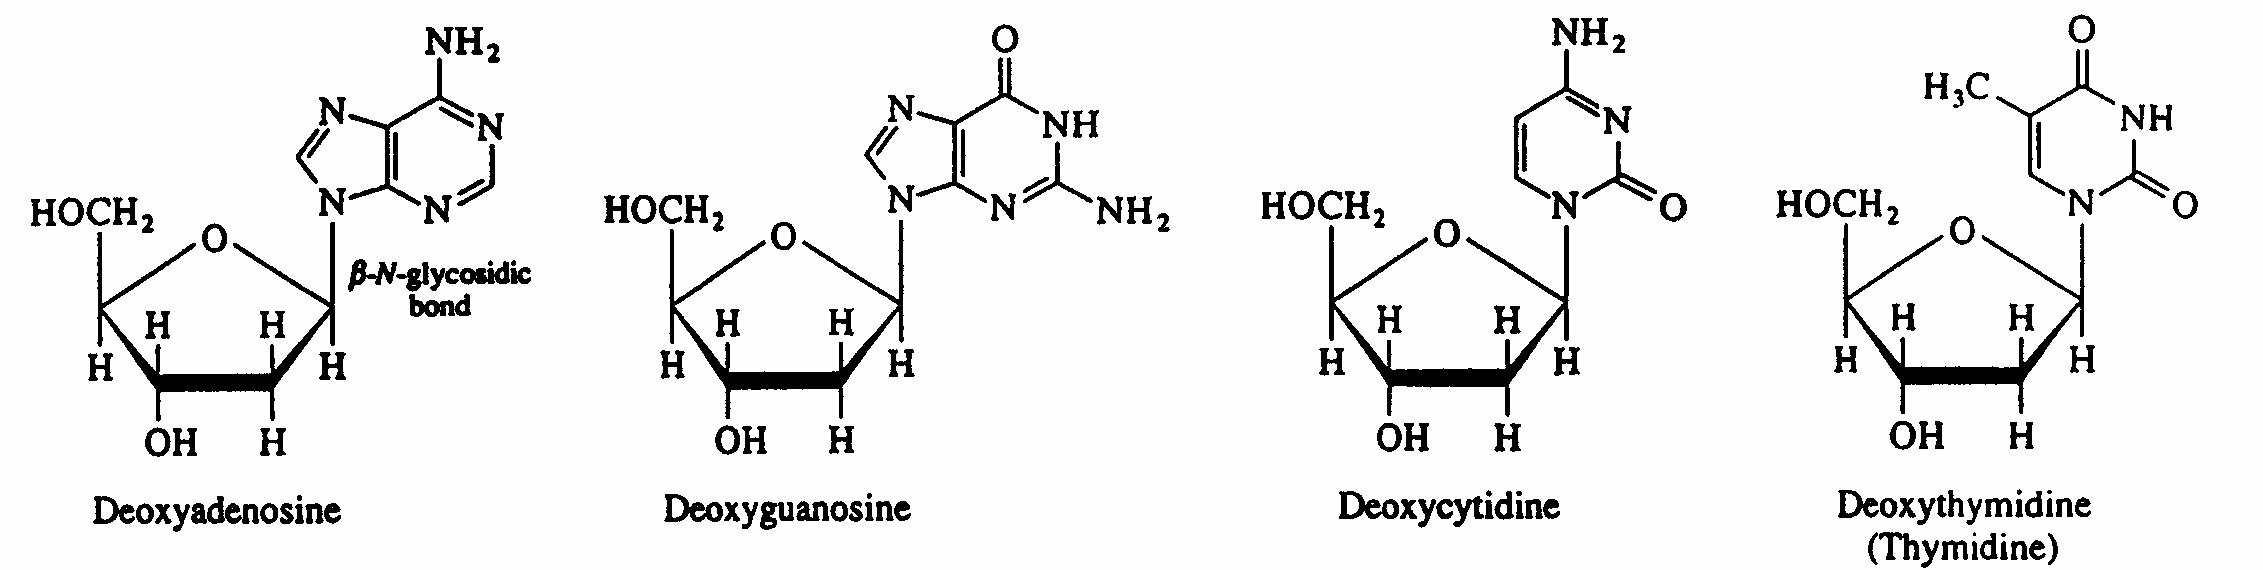 NH₂
N
N
N
N
HOCH₂
O
β-N-glycosidic
bond
H
H
H
H
OH
H
Deoxyadenosine
O
N
NH
N
N
NH₂
HOCH₂
O
H
H
H
H
OH
H
Deoxyguanosine
NH₂
N
N
O
HOCH₂
O
H
H
H
H
OH
H
Deoxycytidine
O
H₃C
NH
N
O
HOCH₂
O
H
H
H
H
OH
H
Deoxythymidine
(Thymidine)